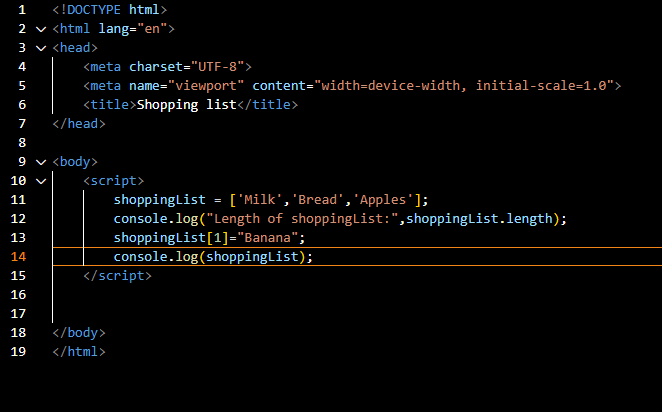 1 <!DOCTYPE html>
2 <html lang="en">
3 <head>
4     <meta charset="UTF-8">
5     <meta name="viewport" content="width=device-width, initial-scale=1.0">
6     <title>Shopping list</title>
7 </head>
8
9 <body>
10     <script>
11         shoppingList = ['Milk','Bread','Apples'];
12         console.log("Length of shoppingList:",shoppingList.length);
13         shoppingList[1]="Banana";
14         console.log(shoppingList);
15     </script>
16
17
18 </body>
19 </html>